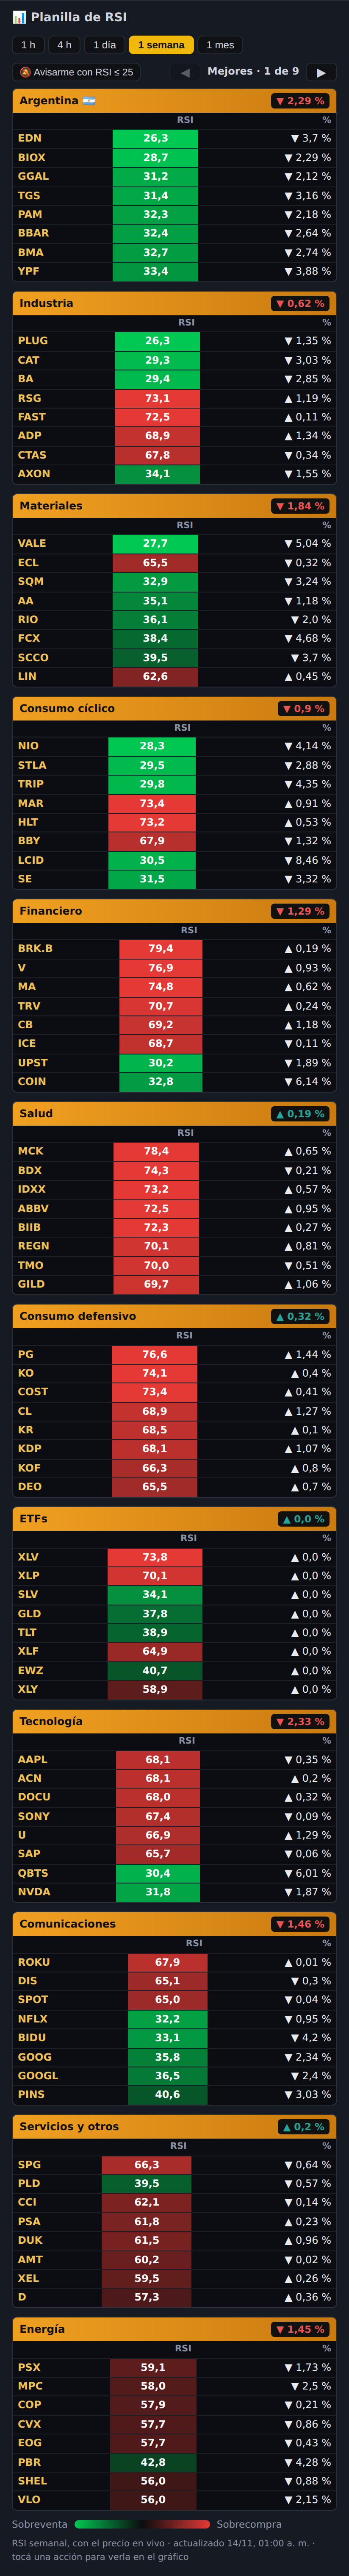 📊 Planilla de RSI
1 h 4 h 1 día 1 semana 1 mes
🔕 Avisarme con RSI ≤ 25 ◀ Mejores · 1 de 9 ▶
Argentina 🇦🇷 ▼ 2,29 %
RSI %
EDN 26,3 ▼ 3,7 %
BIOX 28,7 ▼ 2,29 %
GGAL 31,2 ▼ 2,12 %
TGS 31,4 ▼ 3,16 %
PAM 32,3 ▼ 2,18 %
BBAR 32,4 ▼ 2,64 %
BMA 32,7 ▼ 2,74 %
YPF 33,4 ▼ 3,88 %
Industria ▼ 0,62 %
RSI %
PLUG 26,3 ▼ 1,35 %
CAT 29,3 ▼ 3,03 %
BA 29,4 ▼ 2,85 %
RSG 73,1 ▲ 1,19 %
FAST 72,5 ▲ 0,11 %
ADP 68,9 ▲ 1,34 %
CTAS 67,8 ▼ 0,34 %
AXON 34,1 ▼ 1,55 %
Materiales ▼ 1,84 %
RSI %
VALE 27,7 ▼ 5,04 %
ECL 65,5 ▼ 0,32 %
SQM 32,9 ▼ 3,24 %
AA 35,1 ▼ 1,18 %
RIO 36,1 ▼ 2,0 %
FCX 38,4 ▼ 4,68 %
SCCO 39,5 ▼ 3,7 %
LIN 62,6 ▲ 0,45 %
Consumo cíclico ▼ 0,9 %
RSI %
NIO 28,3 ▼ 4,14 %
STLA 29,5 ▼ 2,88 %
TRIP 29,8 ▼ 4,35 %
MAR 73,4 ▲ 0,91 %
HLT 73,2 ▲ 0,53 %
BBY 67,9 ▼ 1,32 %
LCID 30,5 ▼ 8,46 %
SE 31,5 ▼ 3,32 %
Financiero ▼ 1,29 %
RSI %
BRK.B 79,4 ▲ 0,19 %
V 76,9 ▲ 0,93 %
MA 74,8 ▲ 0,62 %
TRV 70,7 ▲ 0,24 %
CB 69,2 ▲ 1,18 %
ICE 68,7 ▼ 0,11 %
UPST 30,2 ▼ 1,89 %
COIN 32,8 ▼ 6,14 %
Salud ▲ 0,19 %
RSI %
MCK 78,4 ▲ 0,65 %
BDX 74,3 ▼ 0,21 %
IDXX 73,2 ▲ 0,57 %
ABBV 72,5 ▲ 0,95 %
BIIB 72,3 ▲ 0,27 %
REGN 70,1 ▲ 0,81 %
TMO 70,0 ▼ 0,51 %
GILD 69,7 ▲ 1,06 %
Consumo defensivo ▲ 0,32 %
RSI %
PG 76,6 ▲ 1,44 %
KO 74,1 ▲ 0,4 %
COST 73,4 ▲ 0,41 %
CL 68,9 ▲ 1,27 %
KR 68,5 ▲ 0,1 %
KDP 68,1 ▲ 1,07 %
KOF 66,3 ▲ 0,8 %
DEO 65,5 ▲ 0,7 %
ETFs ▲ 0,0 %
RSI %
XLV 73,8 ▲ 0,0 %
XLP 70,1 ▲ 0,0 %
SLV 34,1 ▲ 0,0 %
GLD 37,8 ▲ 0,0 %
TLT 38,9 ▲ 0,0 %
XLF 64,9 ▲ 0,0 %
EWZ 40,7 ▲ 0,0 %
XLY 58,9 ▲ 0,0 %
Tecnología ▼ 2,33 %
RSI %
AAPL 68,1 ▼ 0,35 %
ACN 68,1 ▲ 0,2 %
DOCU 68,0 ▲ 0,32 %
SONY 67,4 ▼ 0,09 %
U 66,9 ▲ 1,29 %
SAP 65,7 ▼ 0,06 %
QBTS 30,4 ▼ 6,01 %
NVDA 31,8 ▼ 1,87 %
Comunicaciones ▼ 1,46 %
RSI %
ROKU 67,9 ▲ 0,01 %
DIS 65,1 ▼ 0,3 %
SPOT 65,0 ▼ 0,04 %
NFLX 32,2 ▼ 0,95 %
BIDU 33,1 ▼ 4,2 %
GOOG 35,8 ▼ 2,34 %
GOOGL 36,5 ▼ 2,4 %
PINS 40,6 ▼ 3,03 %
Servicios y otros ▲ 0,2 %
RSI %
SPG 66,3 ▼ 0,64 %
PLD 39,5 ▼ 0,57 %
CCI 62,1 ▼ 0,14 %
PSA 61,8 ▲ 0,23 %
DUK 61,5 ▲ 0,96 %
AMT 60,2 ▼ 0,02 %
XEL 59,5 ▲ 0,26 %
D 57,3 ▲ 0,36 %
Energía ▼ 1,45 %
RSI %
PSX 59,1 ▼ 1,73 %
MPC 58,0 ▼ 2,5 %
COP 57,9 ▼ 0,21 %
CVX 57,7 ▼ 0,86 %
EOG 57,7 ▼ 0,43 %
PBR 42,8 ▼ 4,28 %
SHEL 56,0 ▼ 0,88 %
VLO 56,0 ▼ 2,15 %
Sobreventa Sobrecompra
RSI semanal, con el precio en vivo · actualizado 14/11, 01:00 a. m. ·
tocá una acción para verla en el gráfico